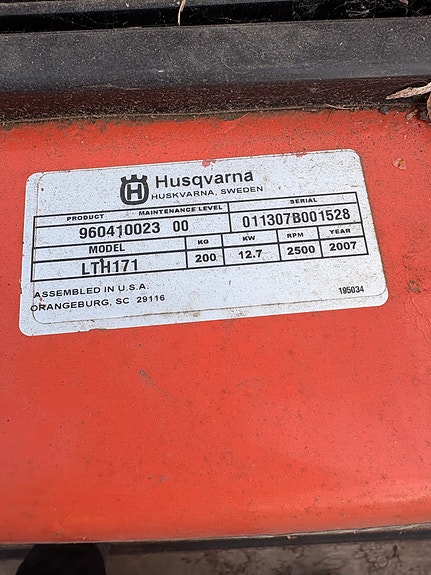 Husqvarna
HUSKVARNA, SWEDEN
PRODUCT MAINTENANCE LEVEL SERIAL
960410023 00 011307B001528
MODEL KG KW RPM YEAR
LTH171 200 12.7 2500 2007
ASSEMBLED IN U.S.A.
ORANGEBURG, SC 29116
195034